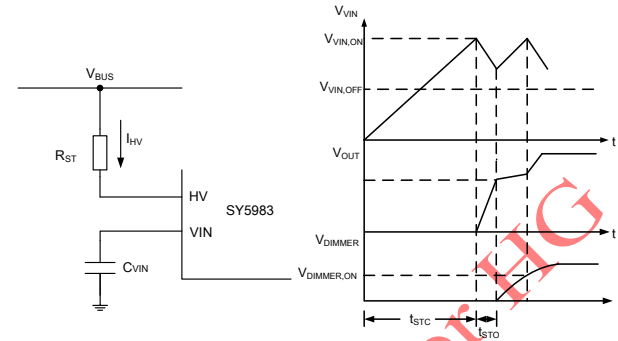 V_BUS
I_HV
R_ST
HV
SY5983
VIN
C_VIN
V_VIN
V_VIN,ON
V_VIN,OFF
t
V_OUT
t
V_DIMMER
V_DIMMER,ON
t_STC
t_STO
or HG